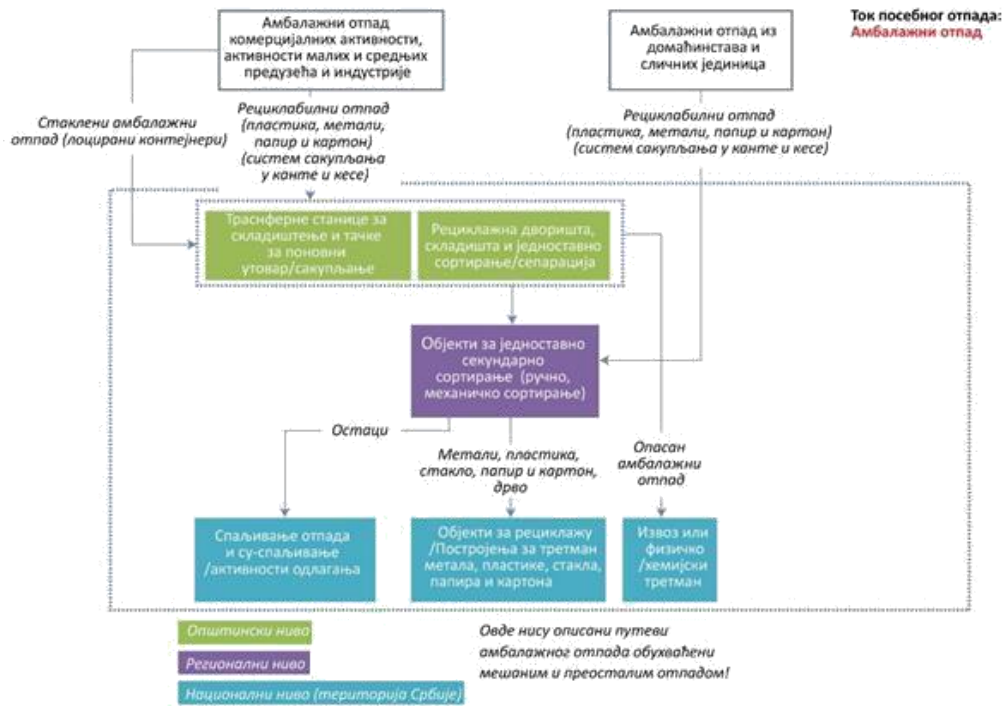 Ток посебног отпада:
Амбалажни отпад
Амбалажни отпад
комерцијалних активности,
активности малих и средњих
предузећа и индустрије
Амбалажни отпад из
домаћинстава и
сличних јединица
Стаклени амбалажни
отпад (лоцирани контејнери)
Рециклабилни отпад
(пластика, метали,
папир и картон)
(систем сакупљања
у канте и кесе)
Рециклабилни отпад
(пластика, метали, папир и картон)
(систем сакупљања у канте и кесе)
Траснферне станице за
складиштење и тачке
за поновни
утовар/сакупљање
Рециклажна дворишта,
складишта и једноставно
сортирање/сепарација
Објекти за једноставно
секундарно
сортирање (ручно,
механичко сортирање)
Остаци
Метали, пластика,
стакло, папир и картон,
дрво
Опасан
амбалажни
отпад
Спаљивање отпада
и су-спаљивање
/активности одлагања
Објекти за рециклажу
/Постројења за третман
метала, пластике, стакла,
папира и картона
Извоз или
физичко
/хемијски
третман
Општински ниво
Регионални ниво
Национални ниво (територија Србије)
Овде нису описани путеви
амбалажног отпада обухваћени
мешаним и преосталим отпадом!